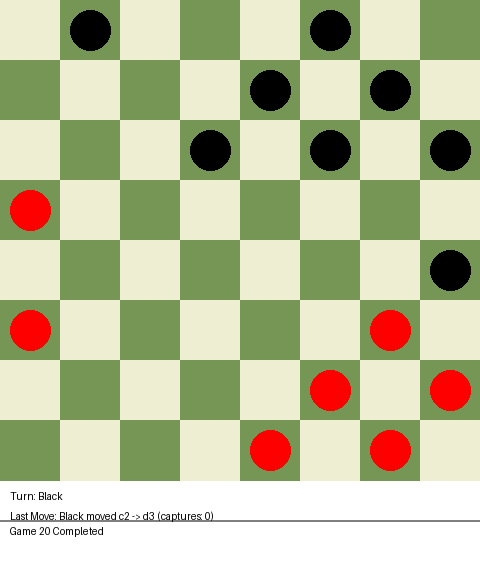 Turn: Black
Last Move: Black moved c2 -> d3 (captures: 0)
Game 20 Completed